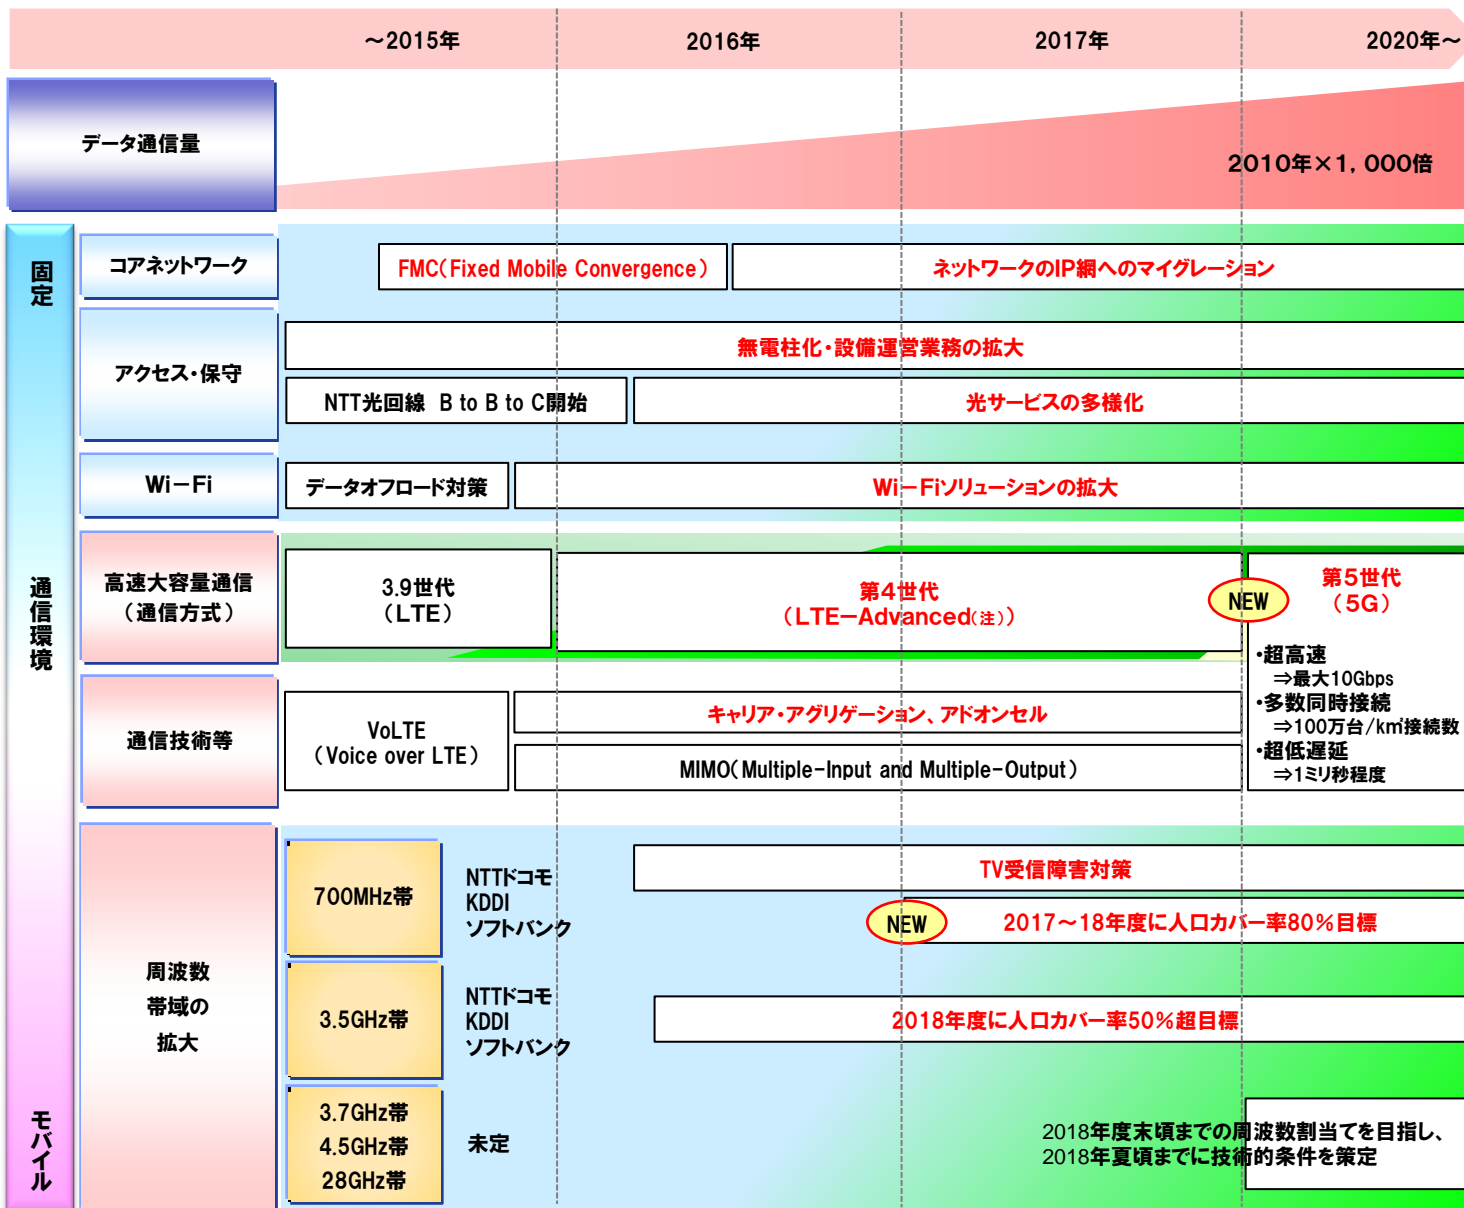 ～2015年
2016年
2017年
2020年～
データ通信量
2010年×1，000倍
固定
通信環境
モバイル
コアネットワーク
FMC（Fixed Mobile Convergence）
ネットワークのIP網へのマイグレーション
アクセス・保守
無電柱化・設備運営業務の拡大
NTT光回線 B to B to C開始
光サービスの多様化
Wi－Fi
データオフロード対策
Wi－Fiソリューションの拡大
高速大容量通信
（通信方式）
3.9世代
（LTE）
第4世代
（LTE－Advanced（注））
NEW
第5世代
（5G）
・超高速
⇒最大10Gbps
・多数同時接続
⇒100万台/k㎡接続数
・超低遅延
⇒1ミリ秒程度
通信技術等
VoLTE
（Voice over LTE）
キャリア・アグリゲーション、アドオンセル
MIMO（Multiple-Input and Multiple-Output）
周波数
帯域の
拡大
700MHz帯
NTTドコモ
KDDI
ソフトバンク
TV受信障害対策
NEW
2017～18年度に人口カバー率80％目標
3.5GHz帯
NTTドコモ
KDDI
ソフトバンク
2018年度に人口カバー率50％超目標
3.7GHz帯
4.5GHz帯
28GHz帯
未定
2018年度末頃までの周波数割当てを目指し、
2018年夏頃までに技術的条件を策定